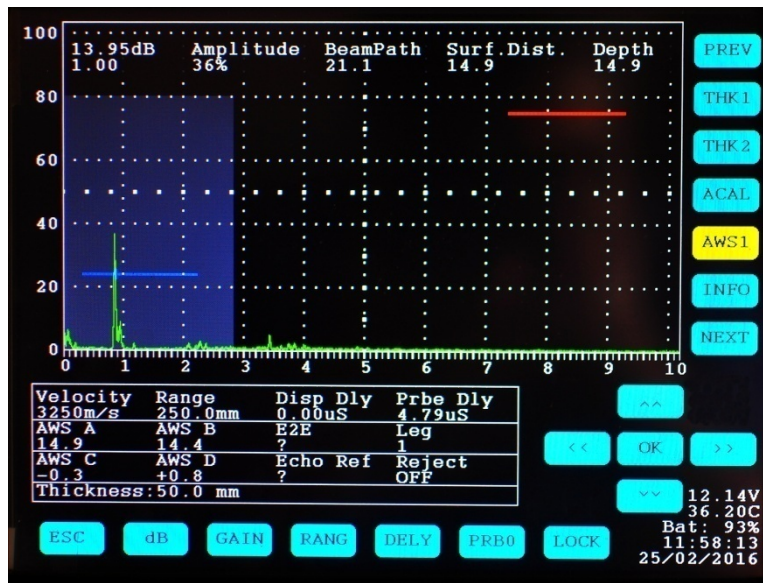 100
13.95dB Amplitude BeamPath Surf.Dist. Depth
1.00 36% 21.1 14.9 14.9
PREV
80
THK1
THK2
60
ACAL
40
AWS1
20
INFO
NEXT
0
0 1 2 3 4 5 6 7 8 9 10
Velocity Range Disp Dly Prbe Dly
3250m/s 250.0mm 0.00uS 4.79uS
AWS A AWS B E2E Leg
14.9 14.4 ? 1
AWS C AWS D Echo Ref Reject
-0.3 +0.8 ? OFF
Thickness:50.0 mm
^^
<< OK >>
vv
12.14V
36.20C
Bat: 93%
11:58:13
25/02/2016
ESC dB GAIN RANG DELY PRB0 LOCK